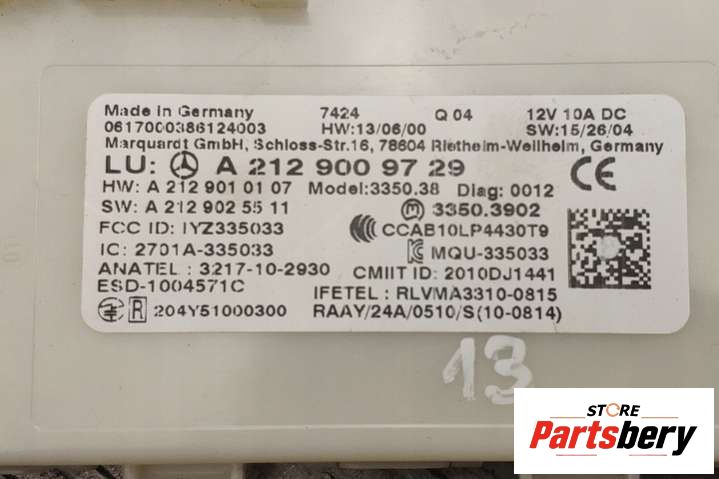 Made in Germany 7424 Q 04 12V 10A DC
0617000386124003 HW:13/06/00 SW:15/26/04
Marquardt GmbH, Schloss-Str.16, 78604 Rietheim-Weilheim, Germany
LU: A 212 900 97 29 CE
HW: A 212 901 01 07 Model:3350.38 Diag: 0012
SW: A 212 902 55 11 3350.3902
FCC ID: IYZ335033 CCAB10LP4430T9
IC: 2701A-335033 MQU-335033
ANATEL : 3217-10-2930 CMIIT ID: 2010DJ1441
ESD-1004571C IFETEL : RLVMA3310-0815
R 204Y51000300 RAAY/24A/0510/S(10-0814)
13
STORE
Partsbery